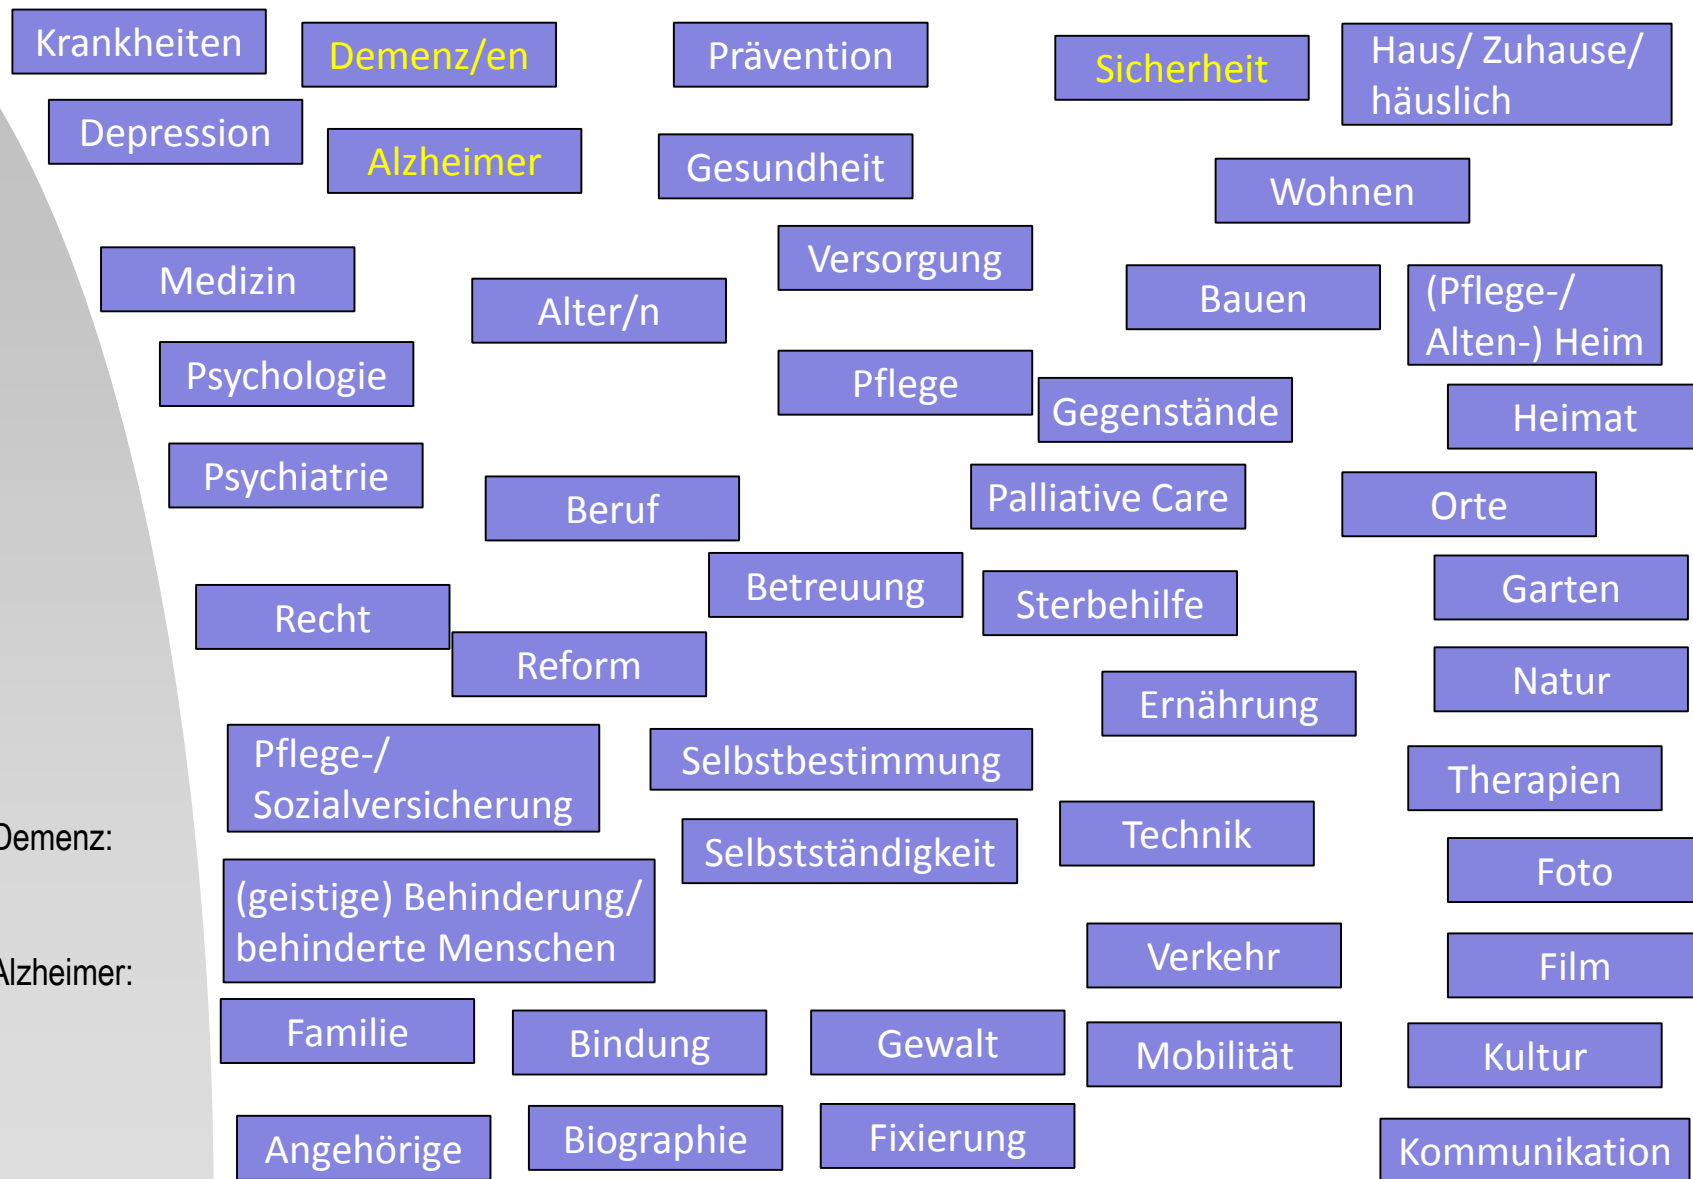 Krankheiten
Demenz/en
Prävention
Sicherheit
Haus/ Zuhause/
häuslich
Depression
Alzheimer
Gesundheit
Wohnen
Medizin
Alter/n
Versorgung
Bauen
(Pflege-/
Alten-) Heim
Psychologie
Pflege
Gegenstände
Heimat
Psychiatrie
Beruf
Palliative Care
Orte
Betreuung
Sterbehilfe
Garten
Recht
Reform
Ernährung
Natur
Pflege-/
Sozialversicherung
Selbstbestimmung
Therapien
Demenz:
Selbstständigkeit
Technik
Foto
(geistige) Behinderung/
behinderte Menschen
Verkehr
Film
Alzheimer:
Familie
Bindung
Gewalt
Mobilität
Kultur
Angehörige
Biographie
Fixierung
Kommunikation